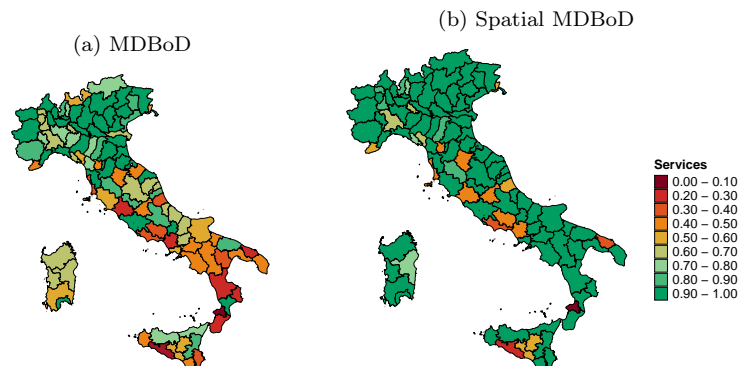 (a) MDBoD
(b) Spatial MDBoD
Services
0.00 – 0.10
0.20 – 0.30
0.30 – 0.40
0.40 – 0.50
0.50 – 0.60
0.60 – 0.70
0.70 – 0.80
0.80 – 0.90
0.90 – 1.00